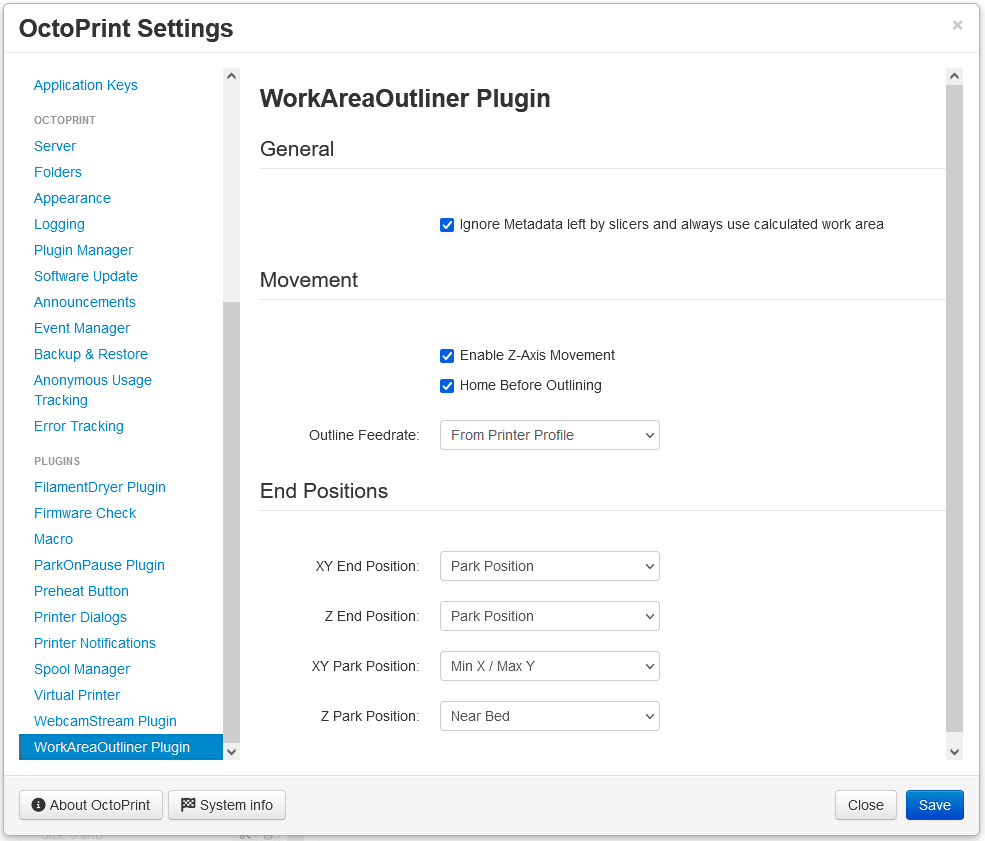 OctoPrint Settings
×
Application Keys
OCTOPRINT
Server
Folders
Appearance
Logging
Plugin Manager
Software Update
Announcements
Event Manager
Backup & Restore
Anonymous Usage
Tracking
Error Tracking
PLUGINS
FilamentDryer Plugin
Firmware Check
Macro
ParkOnPause Plugin
Preheat Button
Printer Dialogs
Printer Notifications
Spool Manager
Virtual Printer
WebcamStream Plugin
WorkAreaOutliner Plugin
WorkAreaOutliner Plugin
General
Ignore Metadata left by slicers and always use calculated work area
Movement
Enable Z-Axis Movement
Home Before Outlining
Outline Feedrate: From Printer Profile
End Positions
XY End Position: Park Position
Z End Position: Park Position
XY Park Position: Min X / Max Y
Z Park Position: Near Bed
About OctoPrint System info Close Save